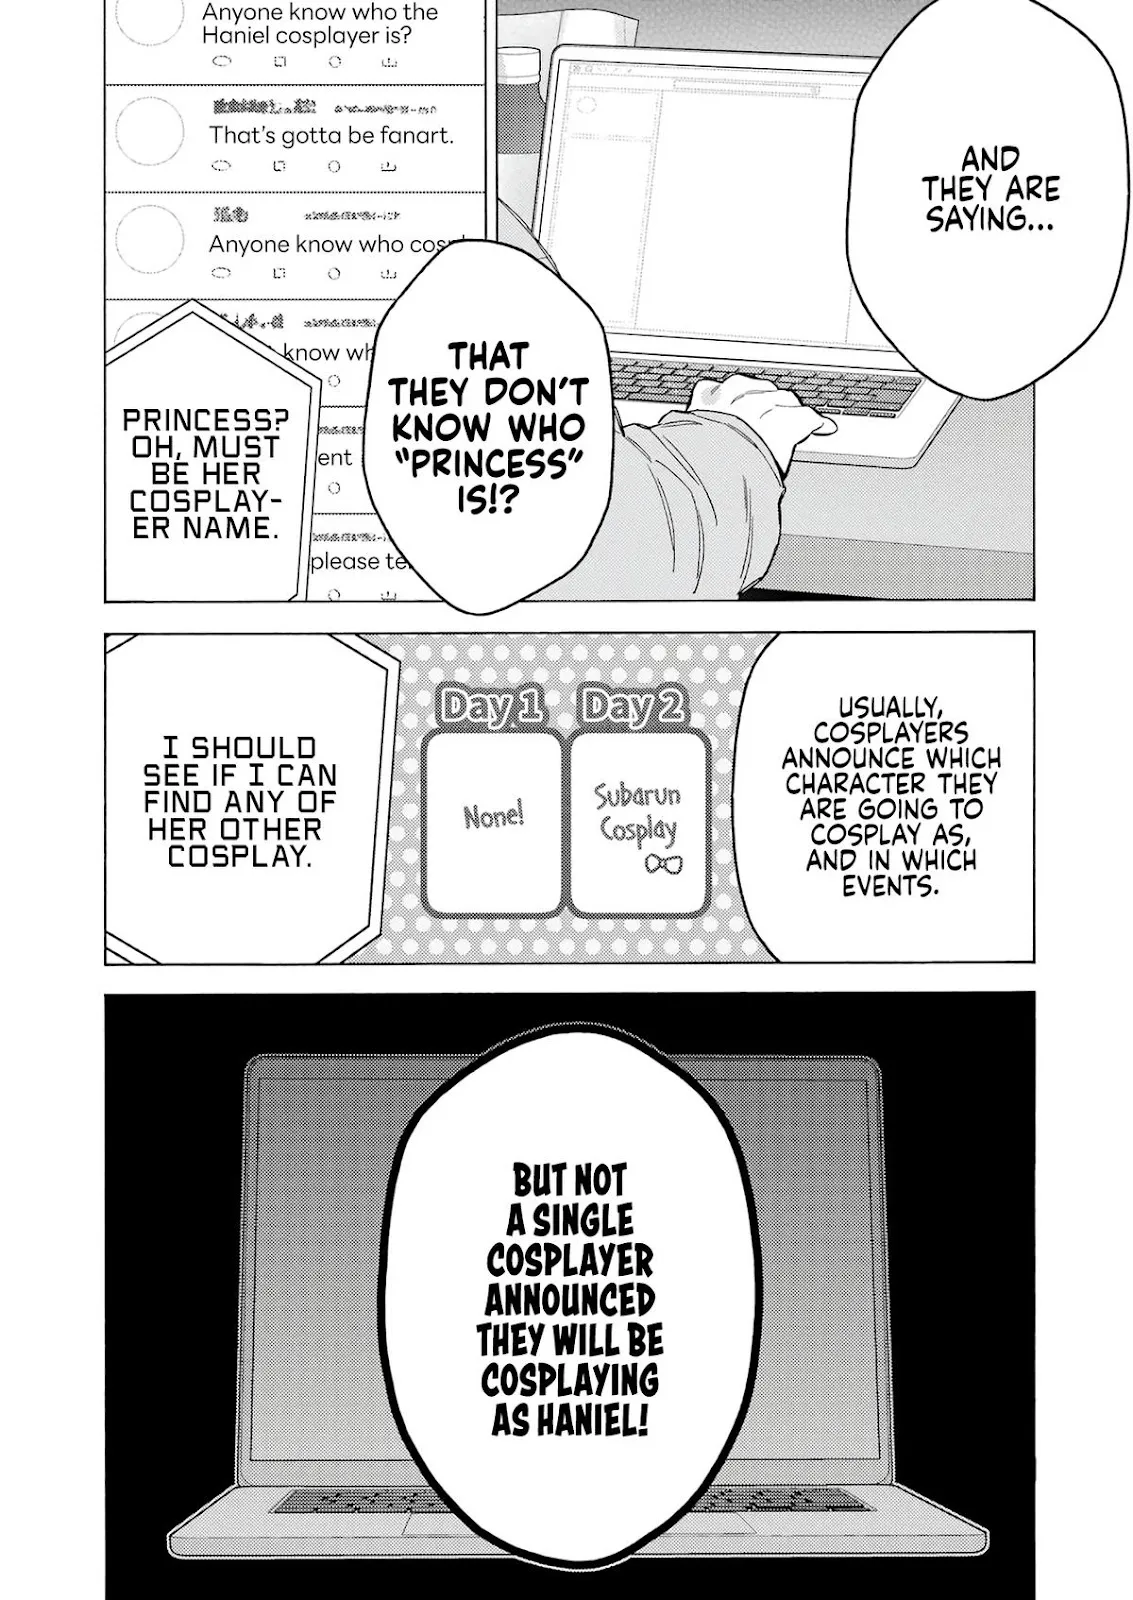 AND
THEY ARE
SAYING...
Anyone know who the
Haniel cosplayer is?
That's gotta be fanart.
Anyone know who
know
please
THAT
THEY DON'T
KNOW WHO
"PRINCESS"
IS!?
PRINCESS?
OH, MUST
BE HER
COSPLAY-
ER NAME.
USUALLY,
COSPLAYERS
ANNOUNCE WHICH
CHARACTER THEY
ARE GOING TO
COSPLAY AS,
AND IN WHICH
EVENTS.
Day 1
Day 2
None!
Subarun
Cosplay
I SHOULD
SEE IF I CAN
FIND ANY OF
HER OTHER
COSPLAY.
BUT NOT
A SINGLE
COSPLAYER
ANNOUNCED
THEY WILL BE
COSPLAYING
AS HANIEL!